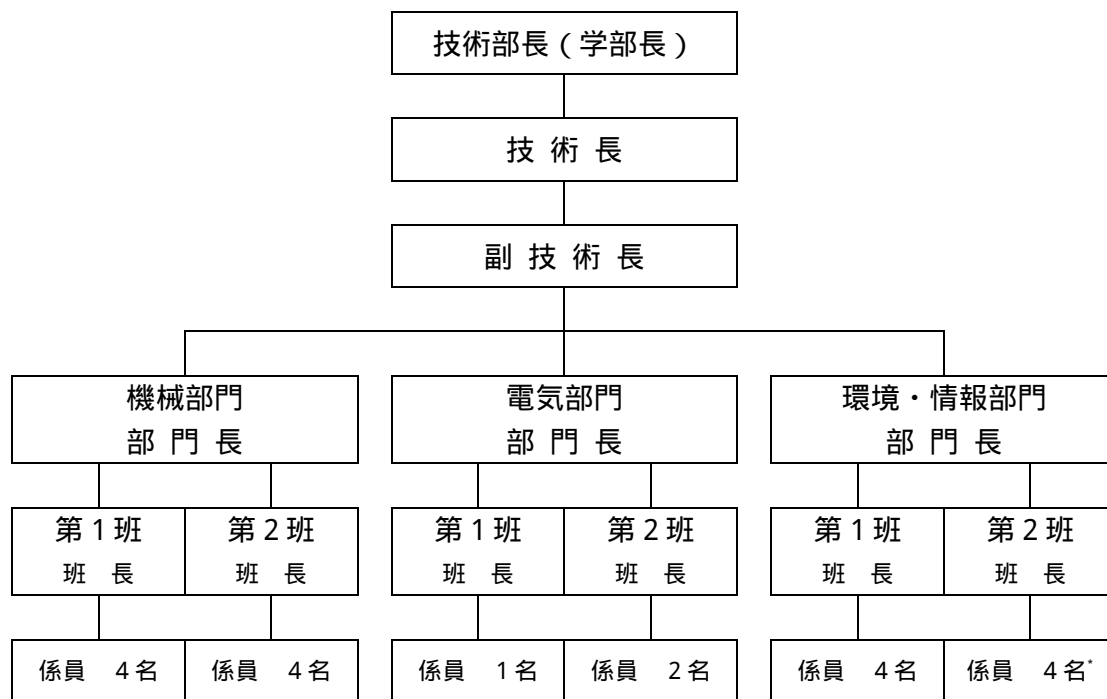 技術部長（学部長）
技 術 長
副 技 術 長
機械部門
部 門 長
電気部門
部 門 長
環境・情報部門
部 門 長
第1班
班　長
第2班
班　長
第1班
班　長
第2班
班　長
第1班
班　長
第2班
班　長
係員　4名
係員　4名
係員　1名
係員　2名
係員　4名
係員　4名*